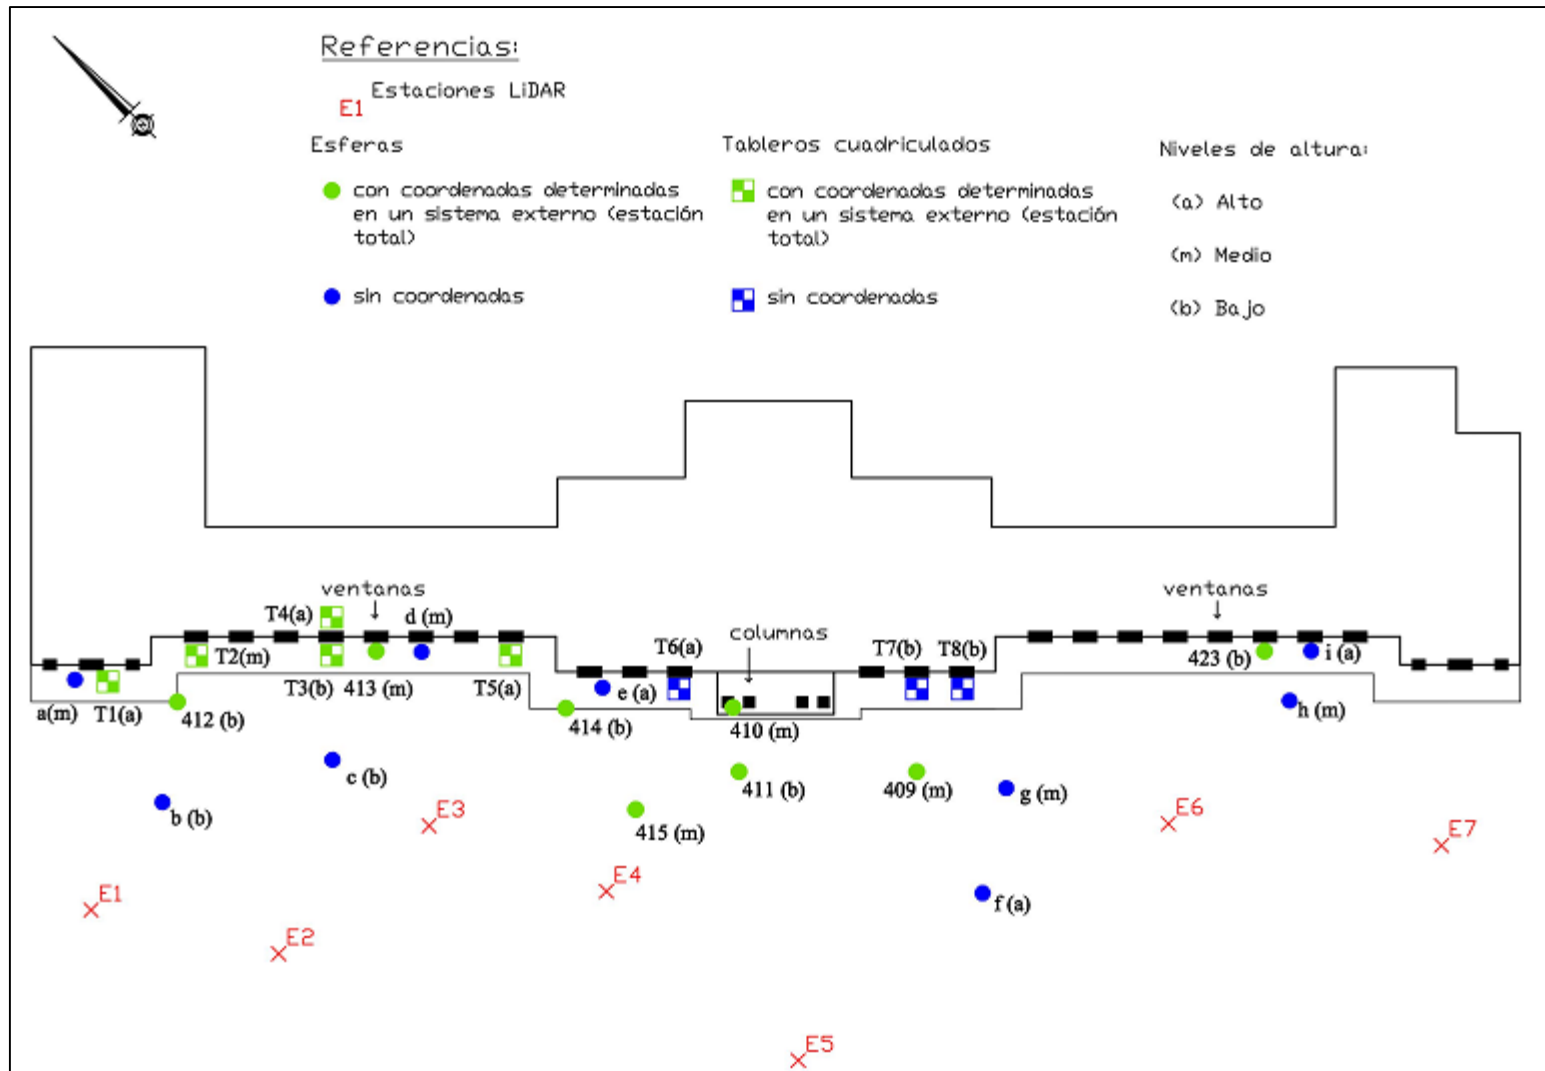 Referencias:
E1
Estaciones LiDAR
Esferas
con coordenadas determinadas
en un sistema externo (estación
total)
sin coordenadas
Tableros cuadriculados
con coordenadas determinadas
en un sistema externo (estación
total)
sin coordenadas
Niveles de altura:
(a) Alto
(m) Medio
(b) Bajo
ventanas
ventanas
T4(a)
d (m)
columnas
T6(a)
T7(b)
T8(b)
T2(m)
423 (b)
i (a)
a(m)
T1(a)
T3(b)
413 (m)
T5(a)
e (a)
412 (b)
414 (b)
410 (m)
h (m)
c (b)
411 (b)
409 (m)
g (m)
b (b)
E3
415 (m)
E6
E7
E1
E4
f (a)
E2
E5